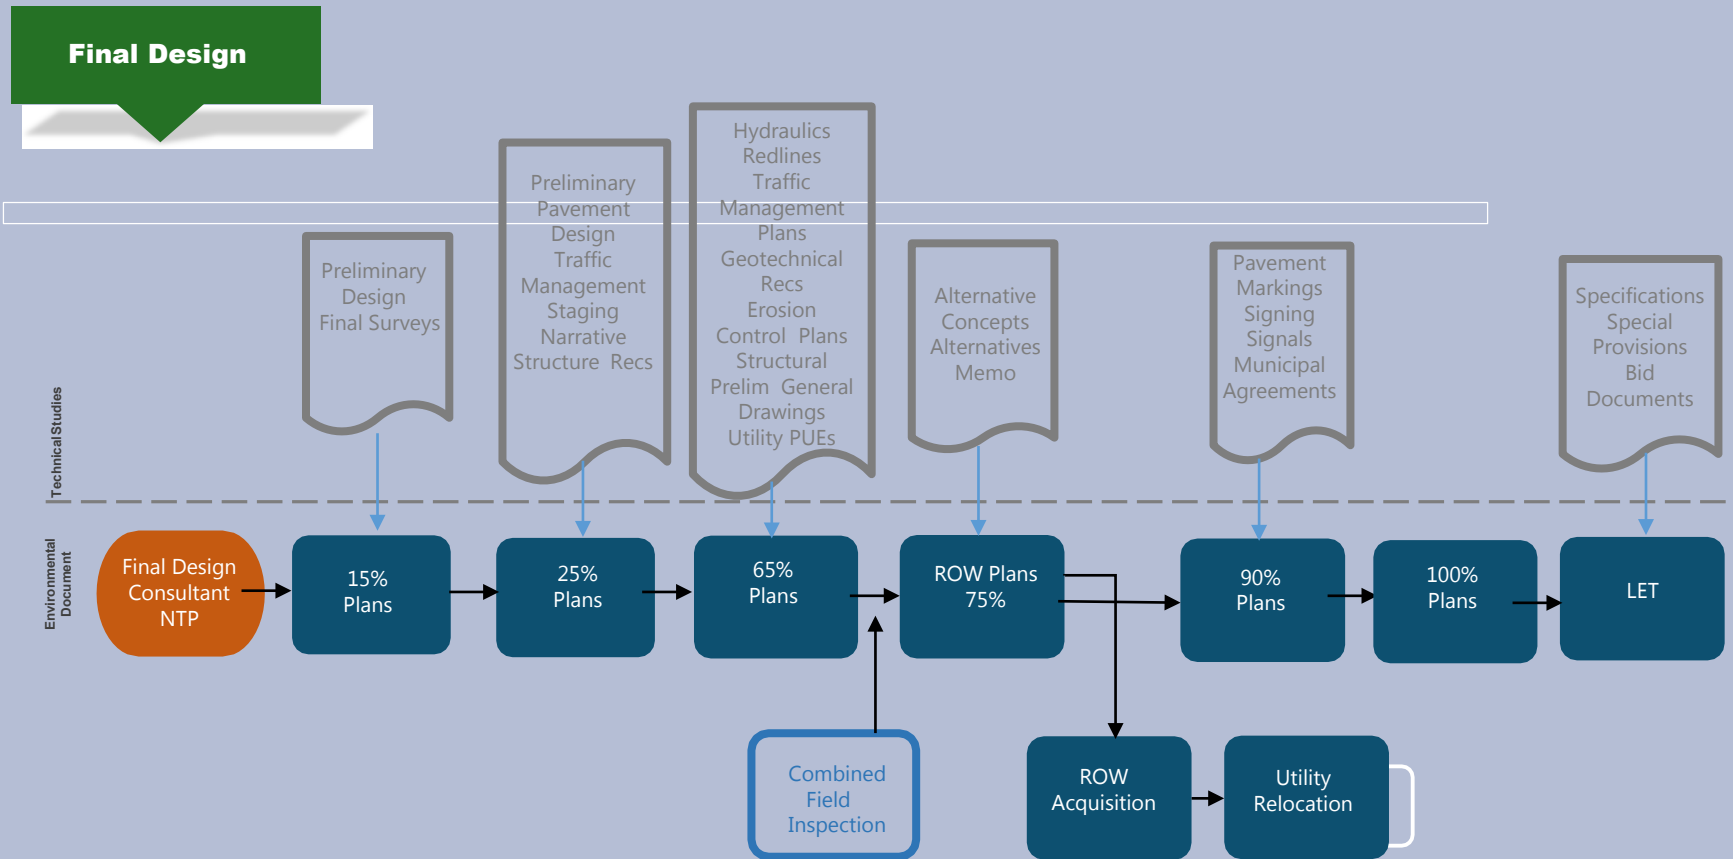 Final Design
Preliminary
Design
Final Surveys
Preliminary
Pavement
Design
Traffic
Management
Staging
Narrative
Structure Recs
Hydraulics
Redlines
Traffic
Management
Plans
Geotechnical
Recs
Erosion
Control Plans
Structural
Prelim General
Drawings
Utility PUEs
Alternative
Concepts
Alternatives
Memo
Pavement
Markings
Signing
Signals
Municipal
Agreements
Specifications
Special
Provisions
Bid
Documents
TechnicalStudies
Environmental
Document
Final Design
Consultant
NTP
15%
Plans
25%
Plans
65%
Plans
ROW Plans
75%
90%
Plans
100%
Plans
LET
Combined
Field
Inspection
ROW
Acquisition
Utility
Relocation